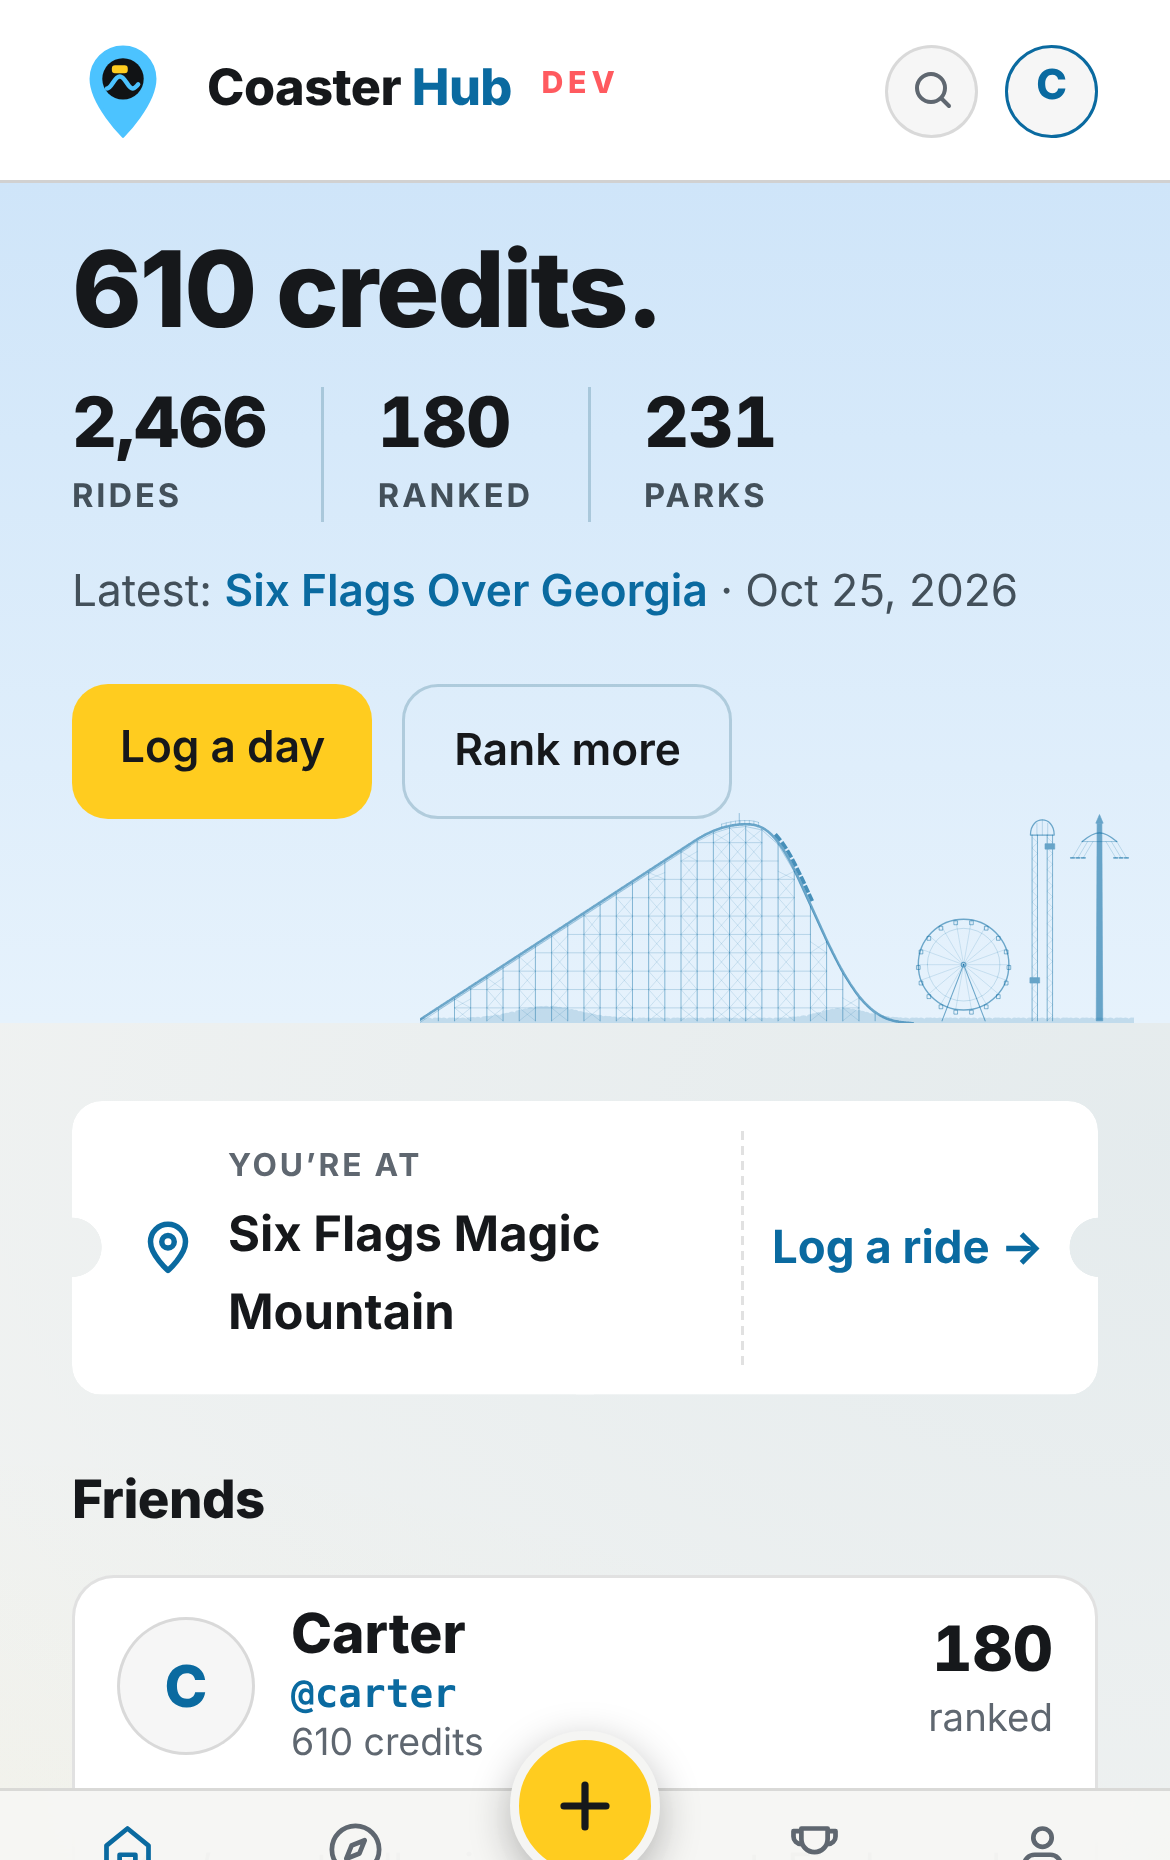 Coaster Hub DEV
C
610 credits.
2,466 180 231
RIDES RANKED PARKS
Latest: Six Flags Over Georgia · Oct 25, 2026
Log a day Rank more
YOU’RE AT
Six Flags Magic
Mountain
Log a ride →
Friends
C
Carter
@carter
610 credits
180
ranked